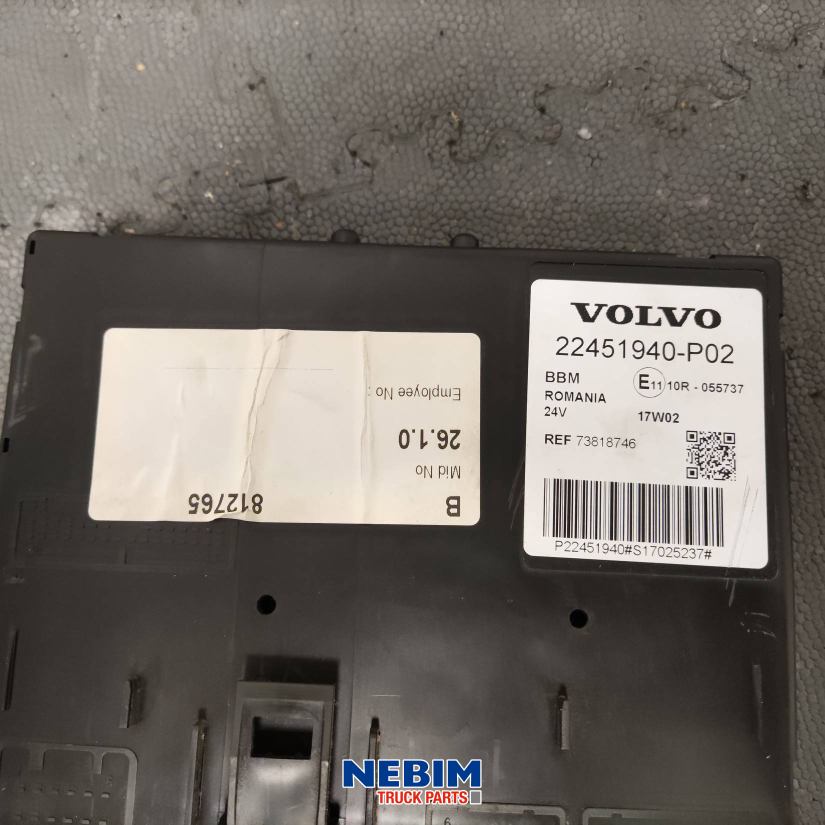 VOLVO
22451940-P02
BBM
E11 10R - 055737
ROMANIA
24V
17W02
REF 73818746
P22451940#S17025237#
B 812765
Mid No
26.1.0
Employee No :
NEBIM
TRUCK PARTS